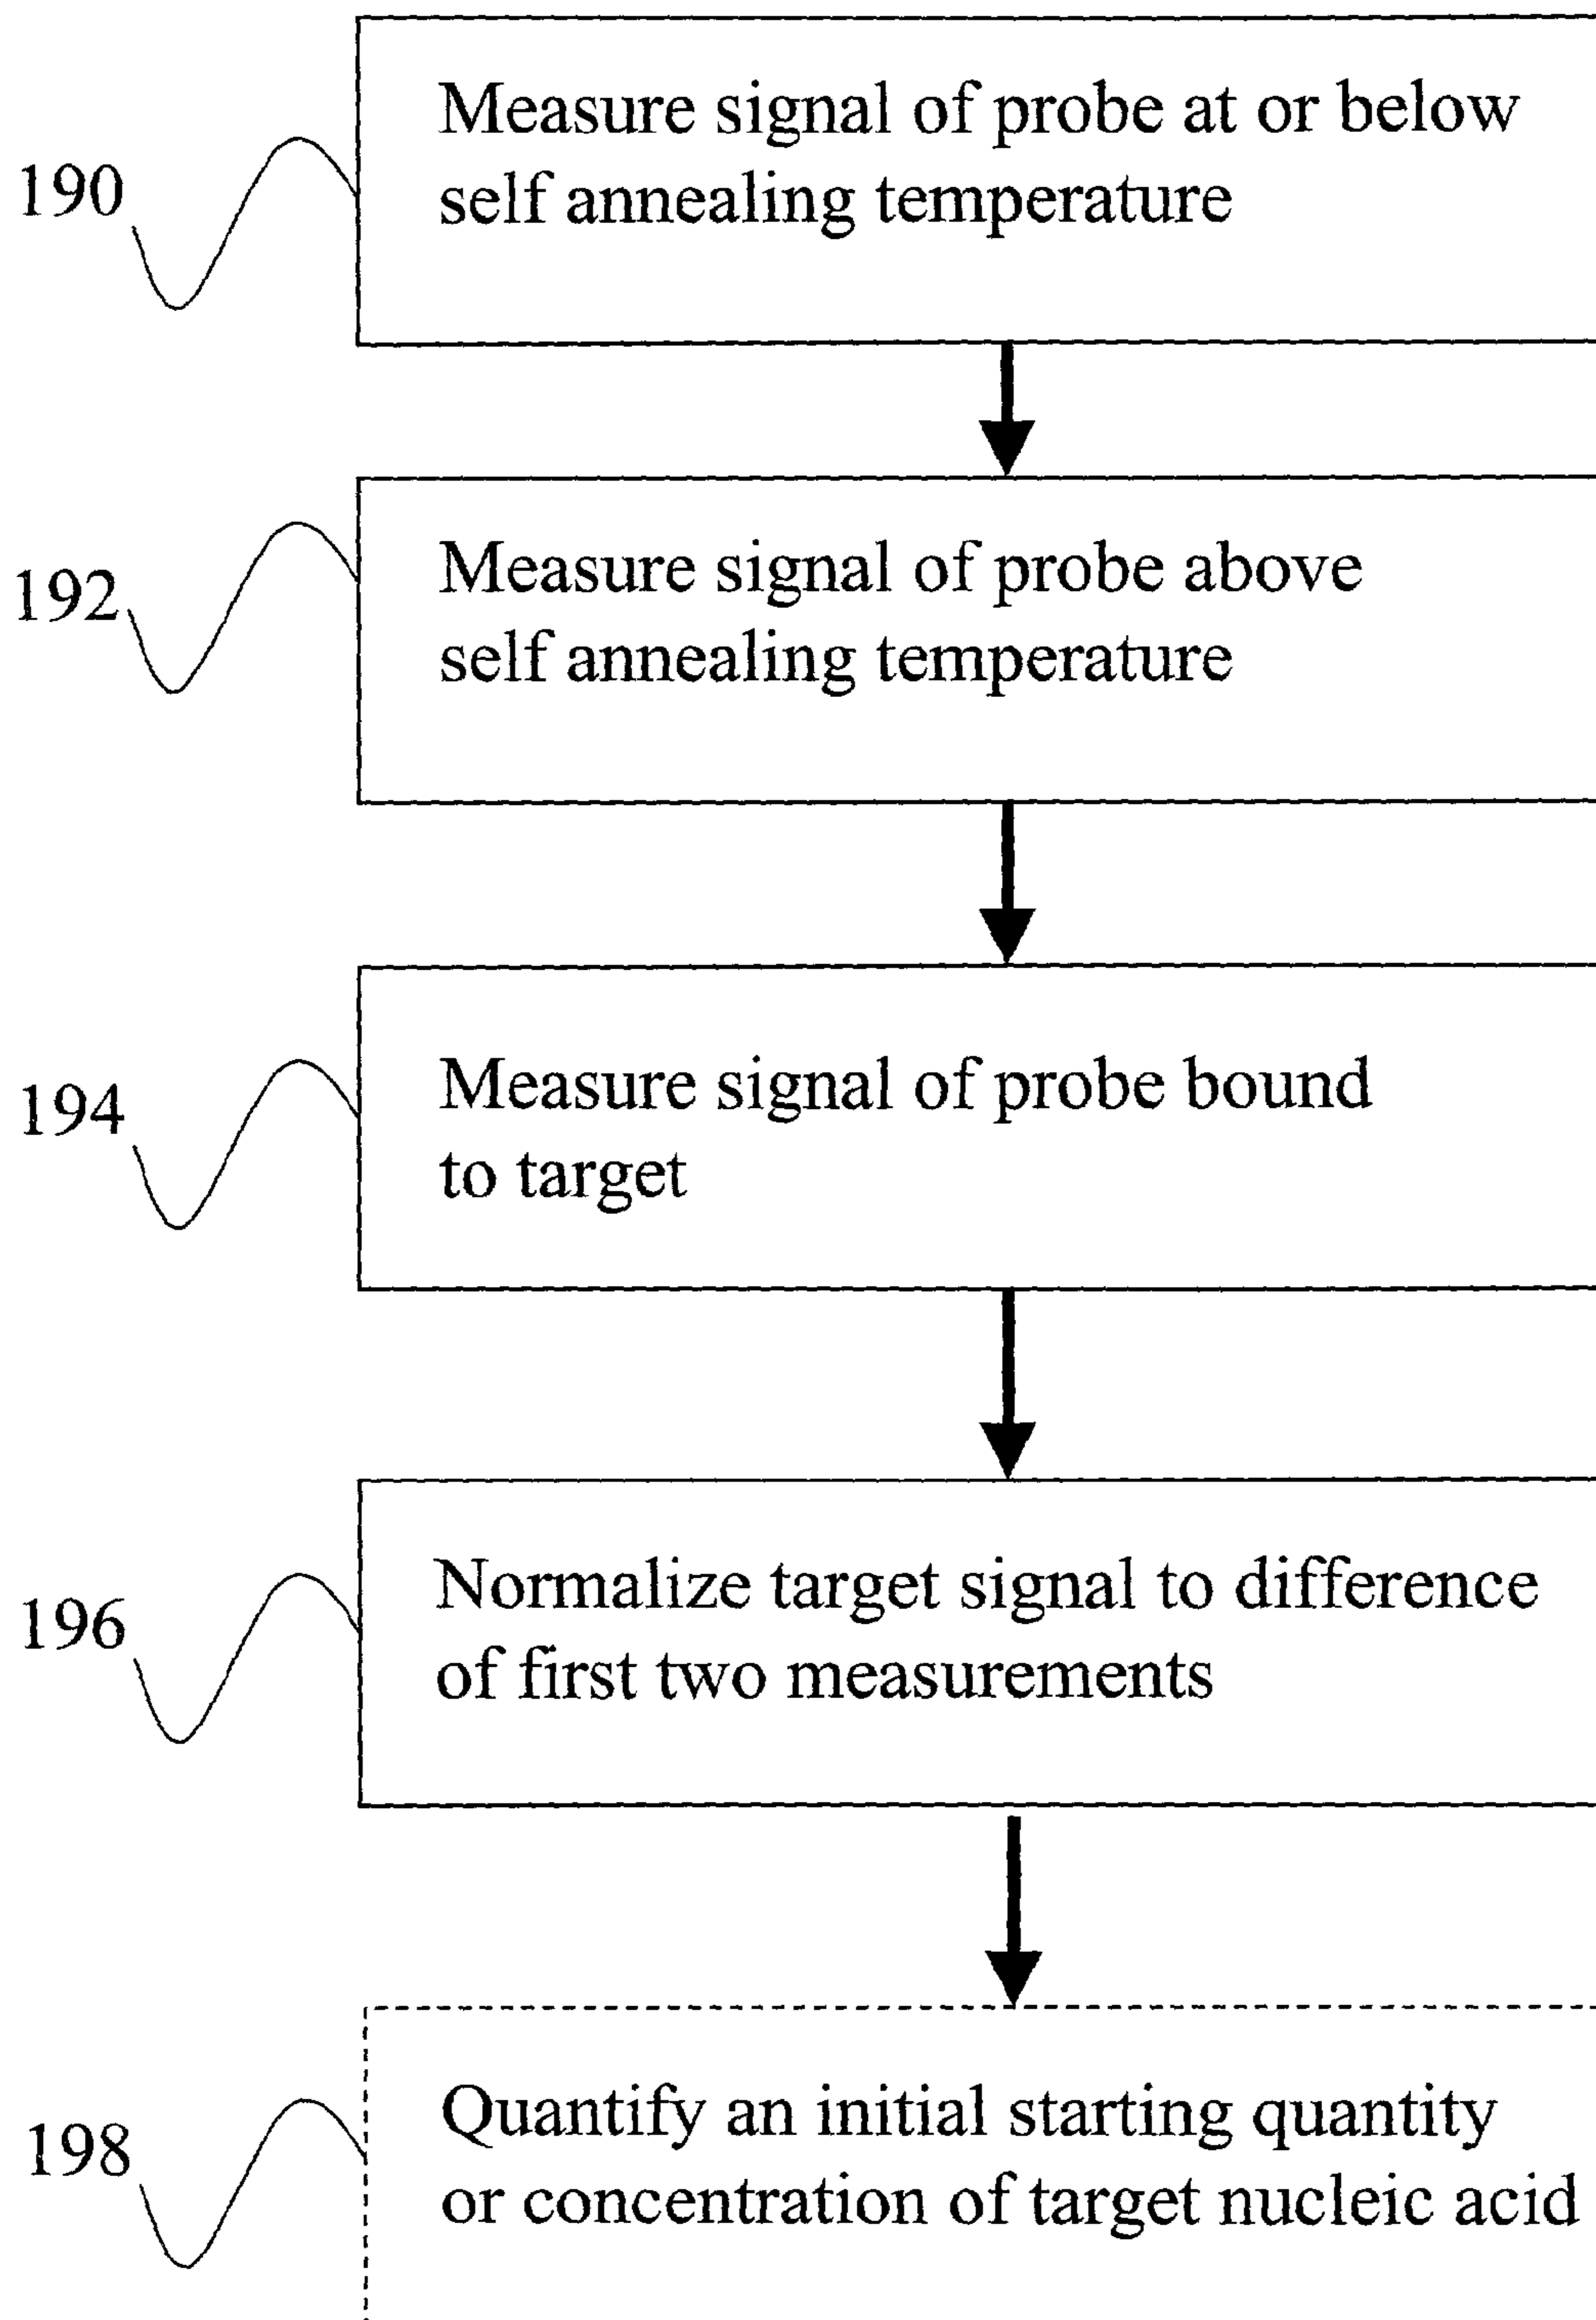 190
Measure signal of probe at or below
self annealing temperature
192
Measure signal of probe above
self annealing temperature
194
Measure signal of probe bound
to target
196
Normalize target signal to difference
of first two measurements
198
Quantify an initial starting quantity
or concentration of target nucleic acid